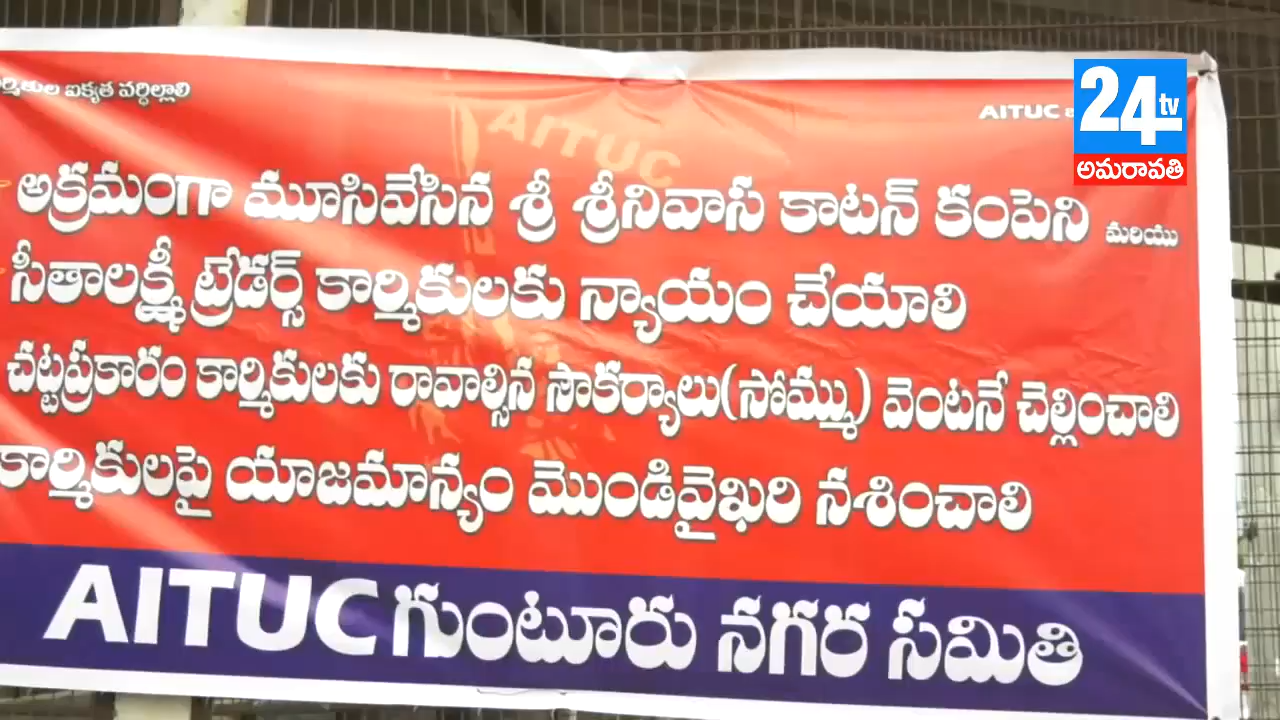 ఐక్యత వర్ధిల్లాలి
AITUC
24tv
అమరావతి
AITUC
అక్రమంగా మూసివేసిన శ్రీ శ్రీనివాస కాటన్ కంపెని మరియు
సీతాలక్ష్మీ ట్రేడర్స్ కార్మికులకు న్యాయం చేయాలి
చట్టప్రకారం కార్మికులకు రావాల్సిన సౌకర్యాలు(సోమ్ము) వెంటనే చెల్లించాలి
కార్మికులపై యాజమాన్యం మొండివైఖరి నశించాలి
AITUC గుంటూరు నగర సమితి